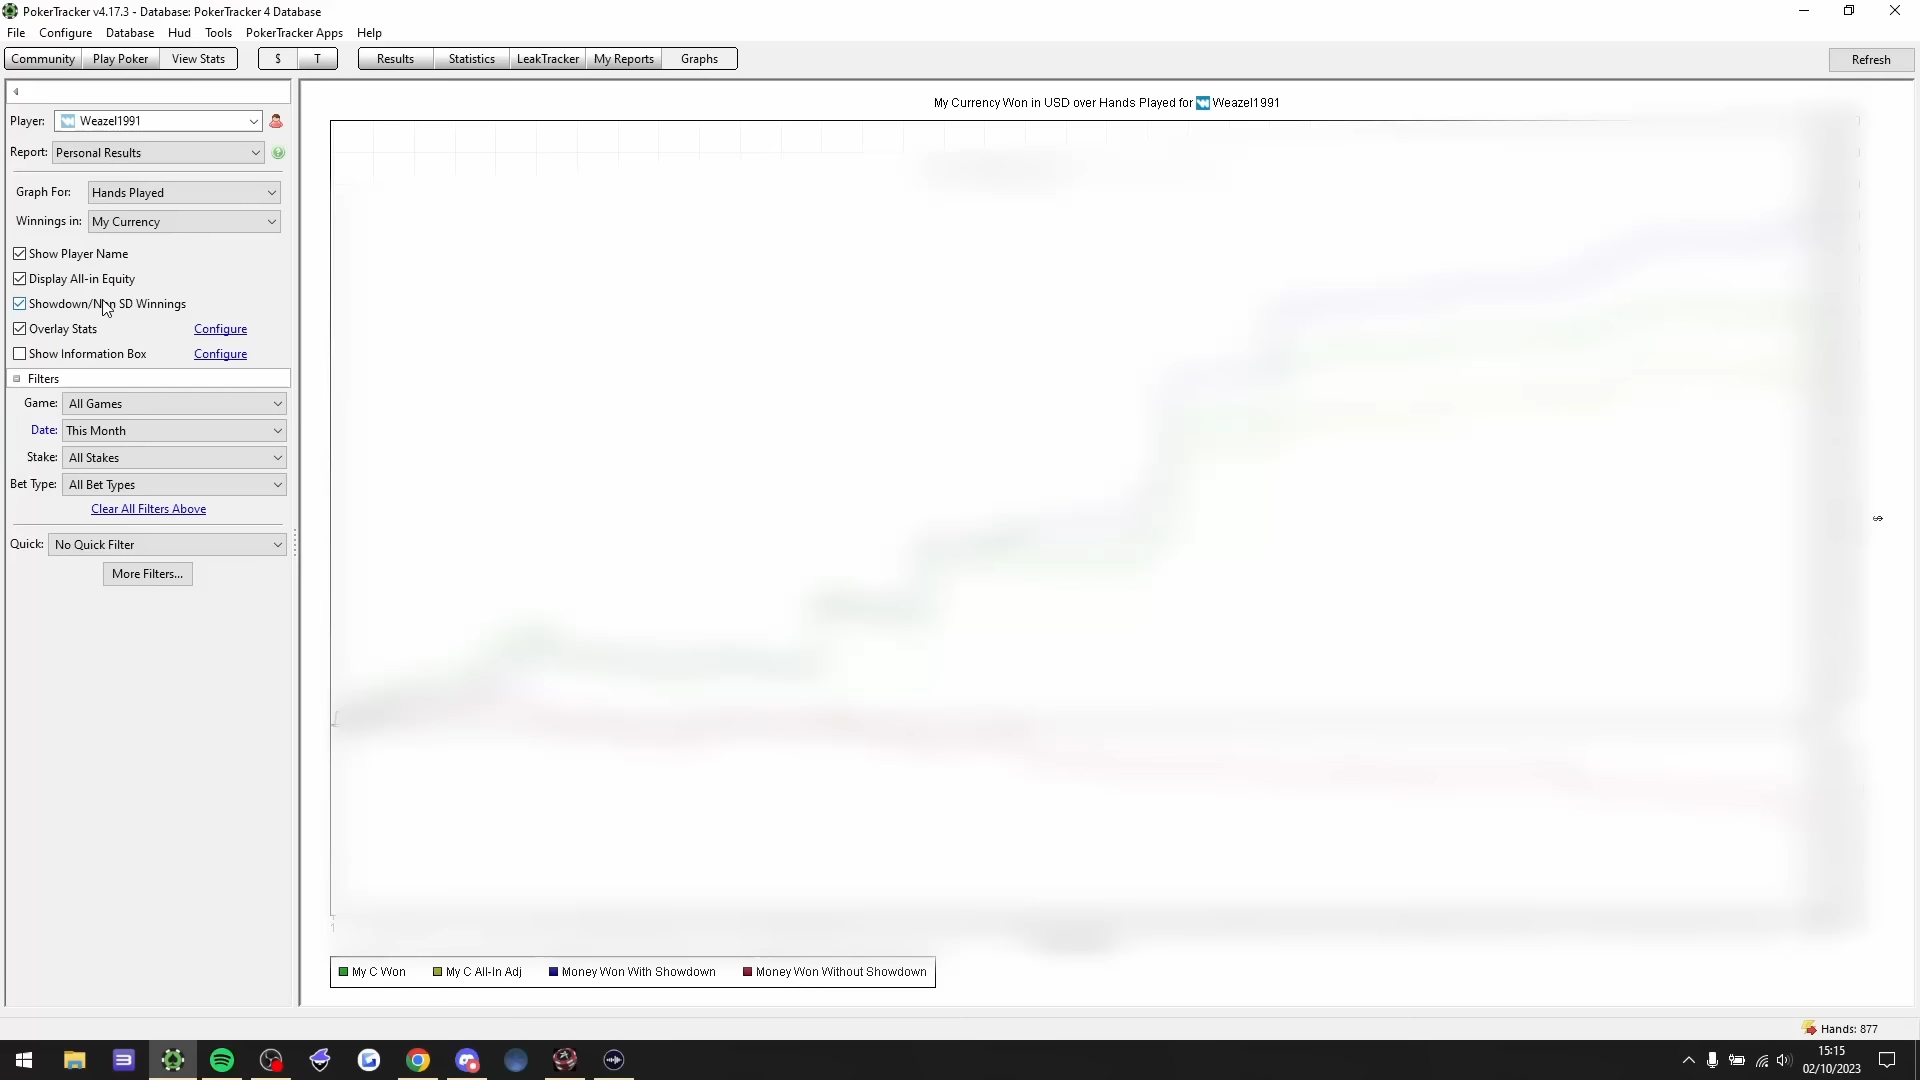 PokerTracker v4.17.3 - Database: PokerTracker 4 Database
File Configure Database Hud Tools PokerTracker Apps Help
Community Play Poker View Stats $ T Results Statistics LeakTracker My Reports Graphs Refresh
Player: Weazel1991
Report: Personal Results
Graph For: Hands Played
Winnings in: My Currency
Show Player Name
Display All-in Equity
Showdown/Non SD Winnings
Overlay Stats Configure
Show Information Box Configure
Filters
Game: All Games
Date: This Month
Stake: All Stakes
Bet Type: All Bet Types
Clear All Filters Above
Quick: No Quick Filter
More Filters...
My Currency Won in USD over Hands Played for Weazel1991
$
1
My C Won My C All-In Adj Money Won With Showdown Money Won Without Showdown
Hands: 877
15:15
02/10/2023